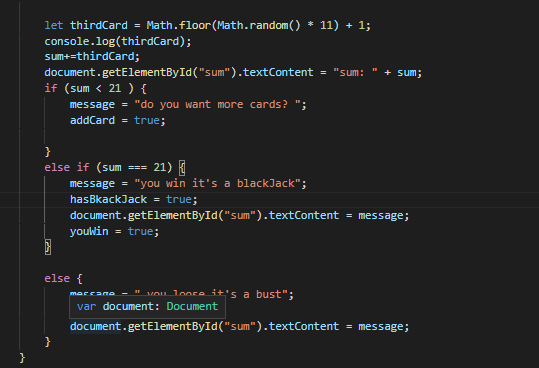 let thirdCard = Math.floor(Math.random() * 11) + 1;
console.log(thirdCard);
sum+=thirdCard;
document.getElementById("sum").textContent = "sum: " + sum;
if (sum < 21 ) {
message = "do you want more cards? ";
addCard = true;
}
else if (sum === 21) {
message = "you win it's a blackJack";
hasBkackJack = true;
document.getElementById("sum").textContent = message;
youWin = true;
}
else {
message = " you loose it's a bust";
var document: Document
document.getElementById("sum").textContent = message;
}
}